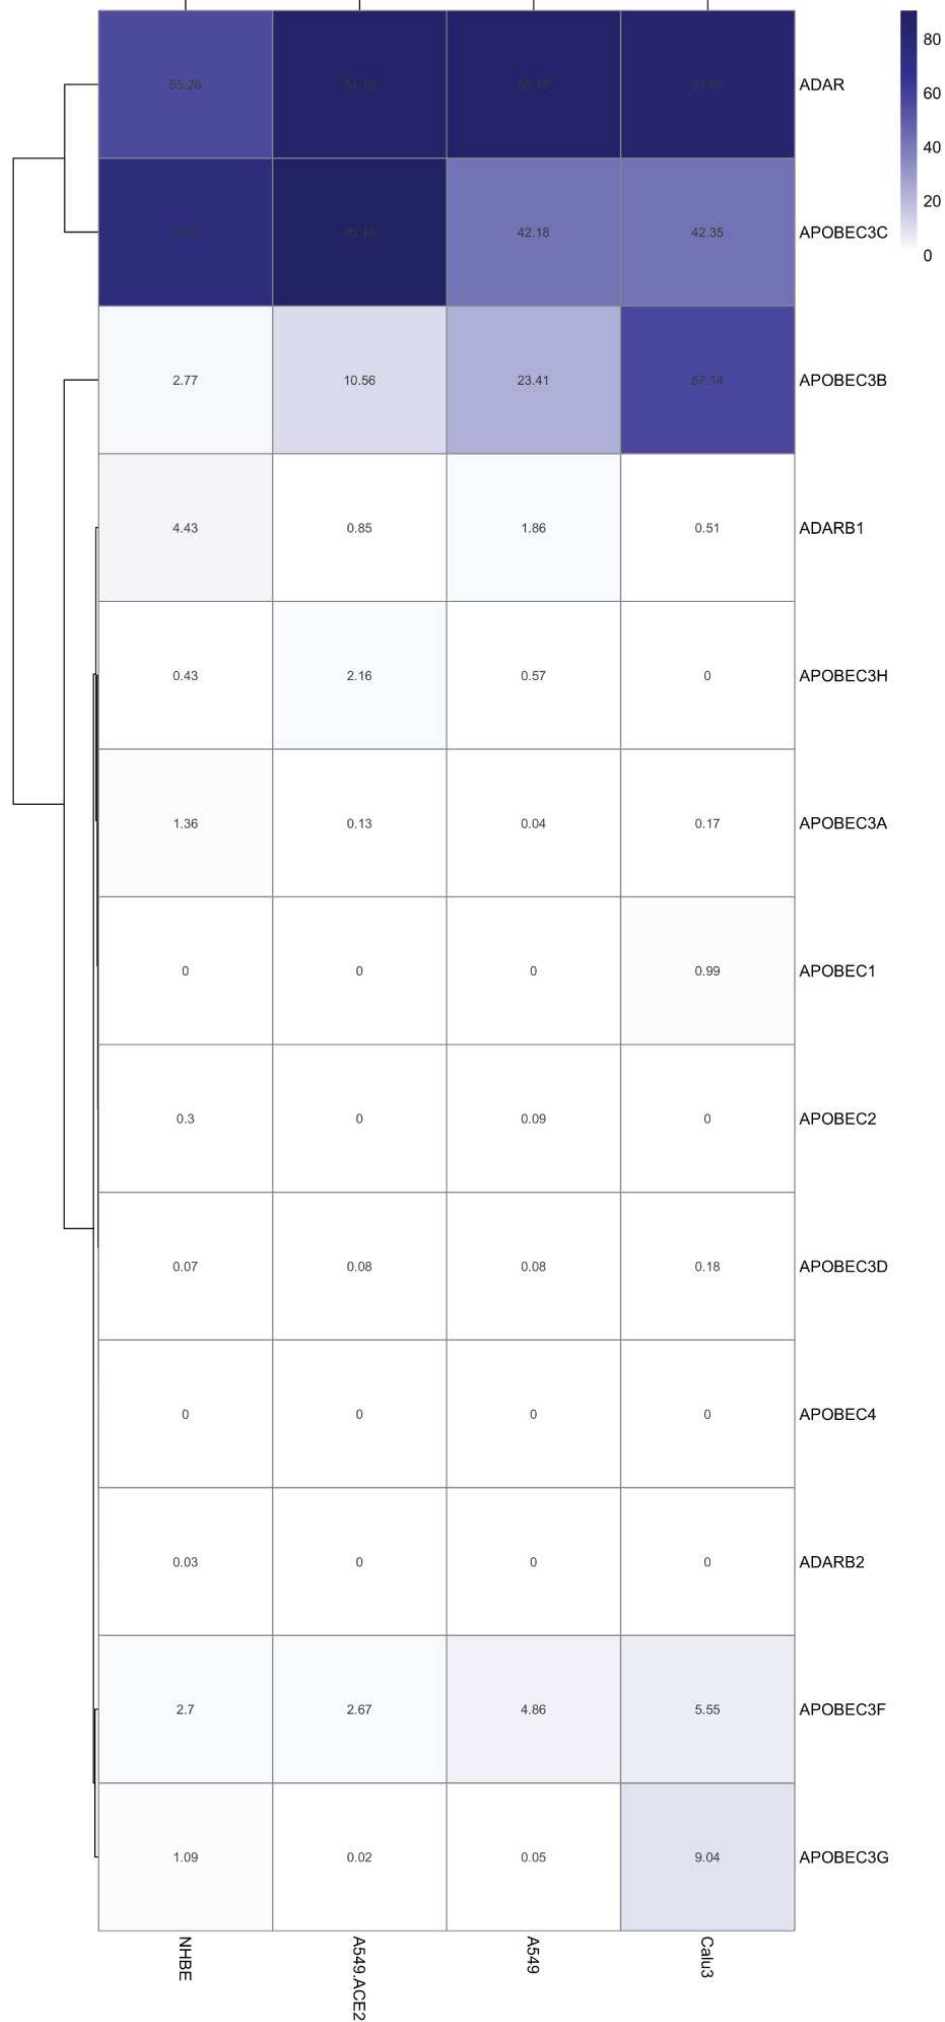 80
60
40
20
0
55.26 ADAR
42.18 42.35 APOBEC3C
2.77 10.56 23.41 57.14 APOBEC3B
4.43 0.85 1.86 0.51 ADARB1
0.43 2.16 0.57 0 APOBEC3H
1.36 0.13 0.04 0.17 APOBEC3A
0 0 0 0.99 APOBEC1
0.3 0 0.09 0 APOBEC2
0.07 0.08 0.08 0.18 APOBEC3D
0 0 0 0 APOBEC4
0.03 0 0 0 ADARB2
2.7 2.67 4.86 5.55 APOBEC3F
1.09 0.02 0.05 9.04 APOBEC3G
NHBE
A549.ACE2
A549
Calu3